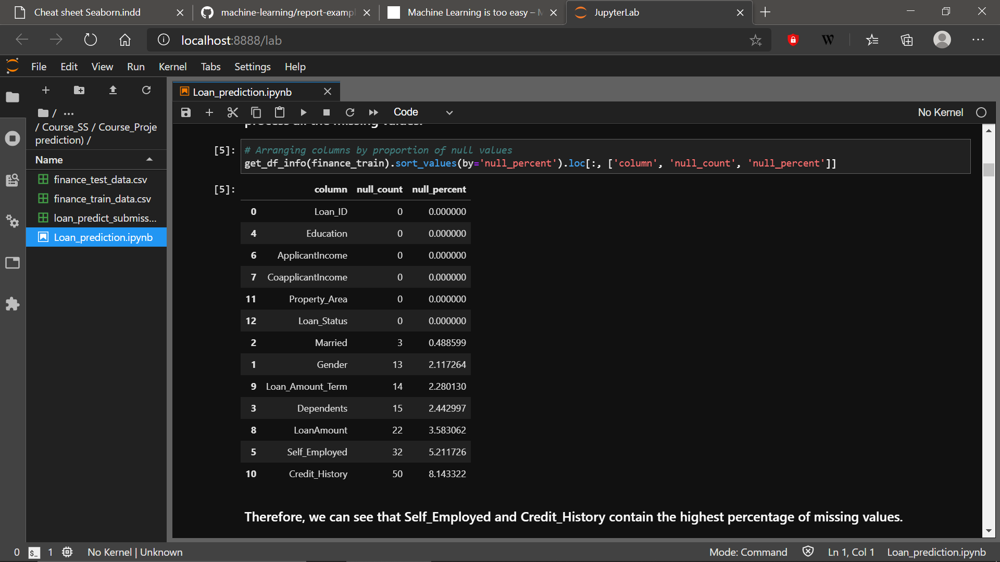 Cheat sheet Seaborn.indd
machine-learning/report-exampl
Machine Learning is too easy –
JupyterLab
localhost:8888/lab
W
File Edit View Run Kernel Tabs Settings Help
Loan_prediction.ipynb
Code
No Kernel
/ ...
/ Course_SS / Course_Proje
prediction) /
Name
finance_test_data.csv
finance_train_data.csv
loan_predict_submiss...
Loan_prediction.ipynb
process all the missing values.
[5]: # Arranging columns by proportion of null values
get_df_info(finance_train).sort_values(by='null_percent').loc[:, ['column', 'null_count', 'null_percent']]
[5]: column null_count null_percent
0 Loan_ID 0 0.000000
4 Education 0 0.000000
6 ApplicantIncome 0 0.000000
7 CoapplicantIncome 0 0.000000
11 Property_Area 0 0.000000
12 Loan_Status 0 0.000000
2 Married 3 0.488599
1 Gender 13 2.117264
9 Loan_Amount_Term 14 2.280130
3 Dependents 15 2.442997
8 LoanAmount 22 3.583062
5 Self_Employed 32 5.211726
10 Credit_History 50 8.143322
Therefore, we can see that Self_Employed and Credit_History contain the highest percentage of missing values.
0 $_ 1 No Kernel | Unknown
Mode: Command Ln 1, Col 1 Loan_prediction.ipynb